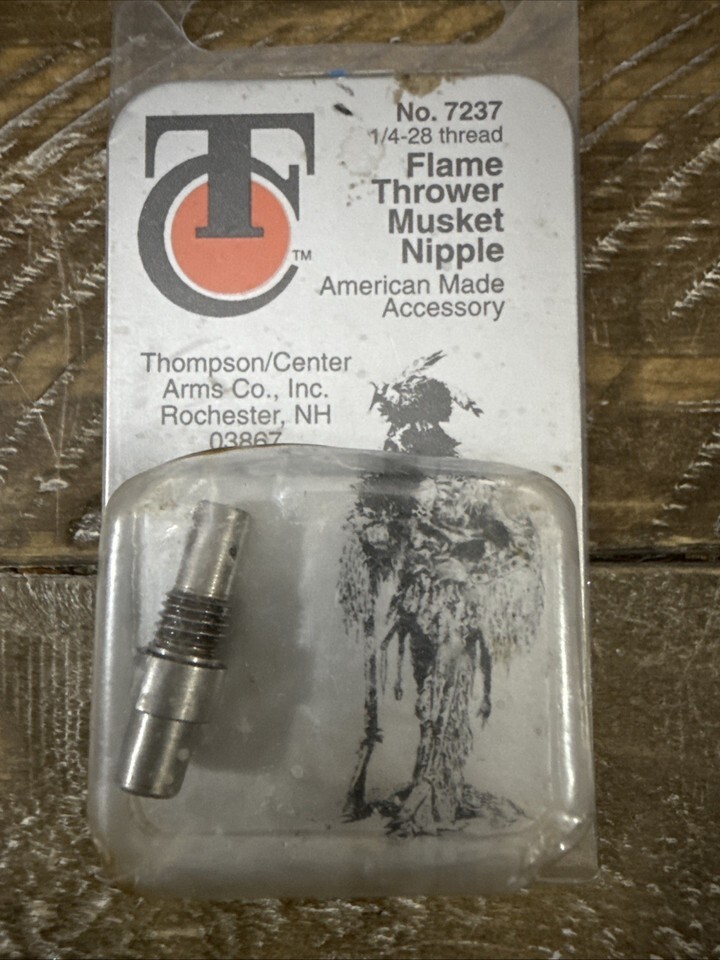 TC
TM
No. 7237
1/4-28 thread
Flame
Thrower
Musket
Nipple
American Made
Accessory
Thompson/Center
Arms Co., Inc.
Rochester, NH
03867